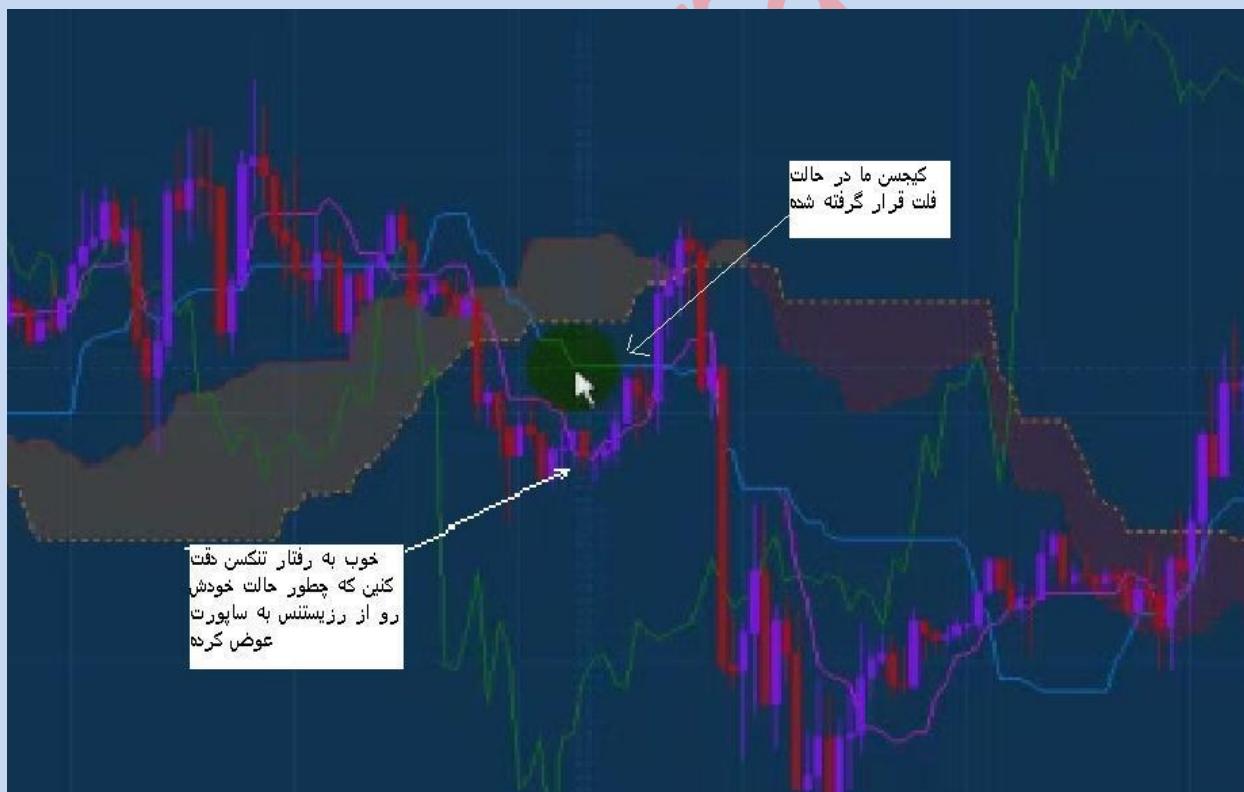 کیجسن ما در حالت
فلت قرار گرفته شده
خوب به رفتار تنکسن دقت
کنین که چطور حالت خودش
رو از رزیستنس به ساپورت
عوض کرده